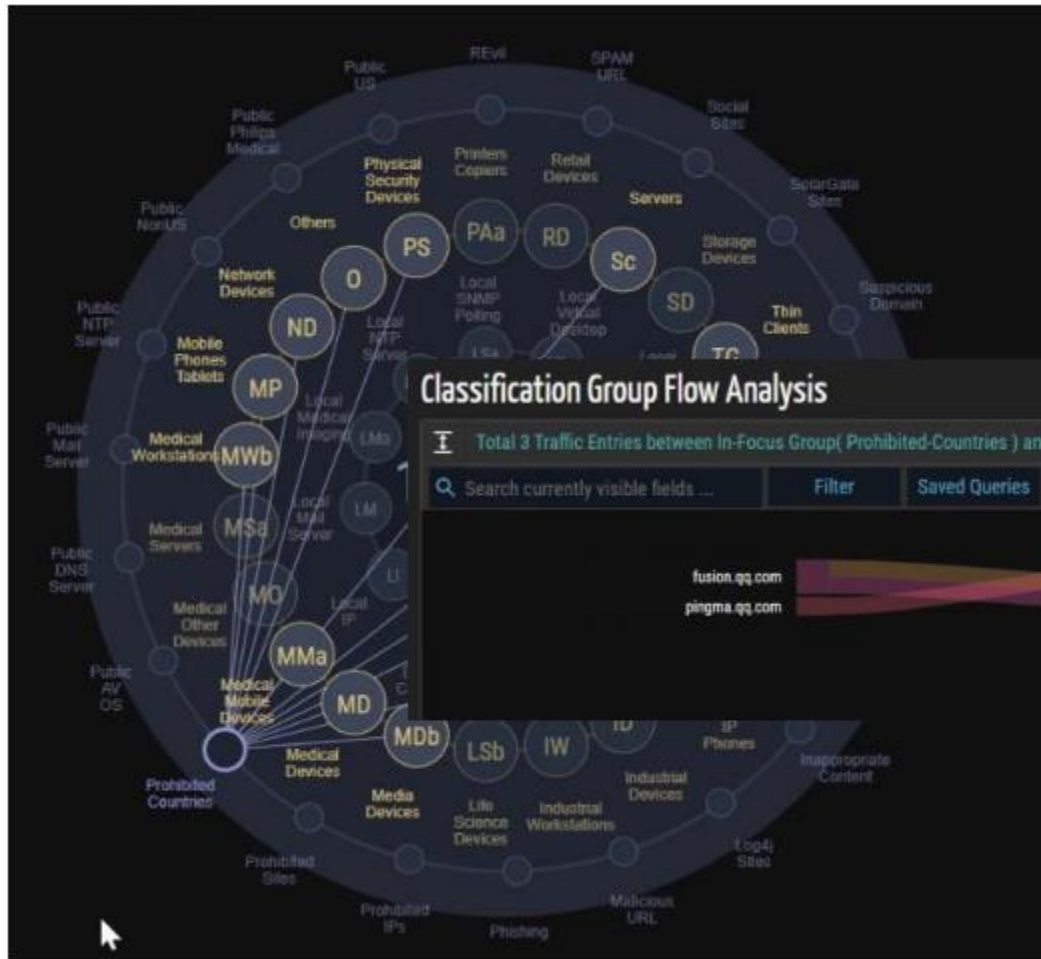 REvil
SPAM
URL
Public
US
Social
Sites
Public
Philips
Medical
SolarGate
Sites
Public
NonUS
Suspicious
Domain
Public
NTP
Server
Public
Mail
Server
Public
DNS
Server
Public
AV
OS
Prohibited
Countries
Prohibited
Sites
Prohibited
IPs
Phishing
Malicious
URL
Log4j
Sites
Inappropriate
Content
Printers
Copiers
PAa
Retail
Devices
RD
Physical
Security
Devices
PS
Servers
Sc
Others
O
Storage
Devices
SD
Network
Devices
ND
Thin
Clients
TC
Mobile
Phones
Tablets
MP
Medical
Workstations
MWb
Medical
Servers
MSa
Medical
Other
Devices
MO
Medical
Mobile
Devices
MMa
Medical
Devices
MD
Media
Devices
MDb
Life
Science
Devices
LSb
Industrial
Workstations
IW
Industrial
Devices
ID
IP
Phones
Local
SNMP
Polling
LSa
Local
Virtual
Desktop
Local
NTP
Server
Local
Local
Medical
Imaging
LMa
Local
Mail
Server
LM
Local
IP
LI
Classification Group Flow Analysis
Total 3 Traffic Entries between In-Focus Group( Prohibited-Countries ) an
Search currently visible fields ...
Filter
Saved Queries
fusion.qq.com
pingma.qq.com